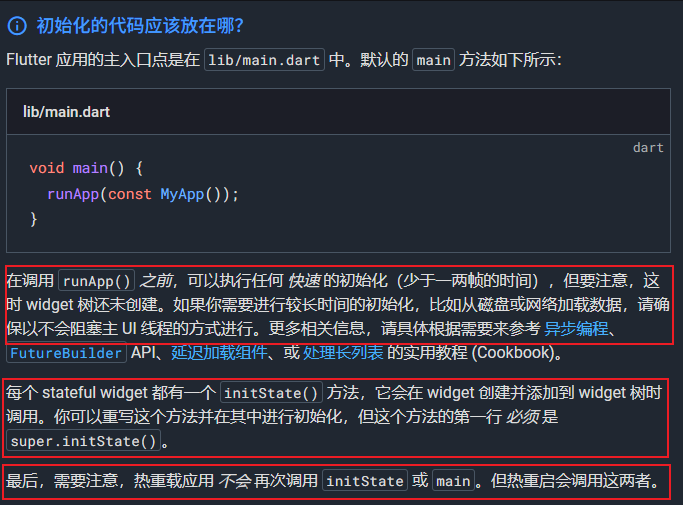 初始化的代码应该放在哪？
Flutter 应用的主入口点是在 lib/main.dart 中。默认的 main 方法如下所示：
lib/main.dart
dart
void main() {
  runApp(const MyApp());
}
在调用 runApp() 之前，可以执行任何 快速 的初始化（少于一两帧的时间），但要注意，这
时 widget 树还未创建。如果你需要进行较长时间的初始化，比如从磁盘或网络加载数据，请确
保以不会阻塞主 UI 线程的方式进行。更多相关信息，请具体根据需要来参考 异步编程、
FutureBuilder API、延迟加载组件、或 处理长列表 的实用教程 (Cookbook)。
每个 stateful widget 都有一个 initState() 方法，它会在 widget 创建并添加到 widget 树时
调用。你可以重写这个方法并在其中进行初始化，但这个方法的第一行 必须 是
super.initState()。
最后，需要注意，热重载应用 不会 再次调用 initState 或 main。但热重启会调用这两者。